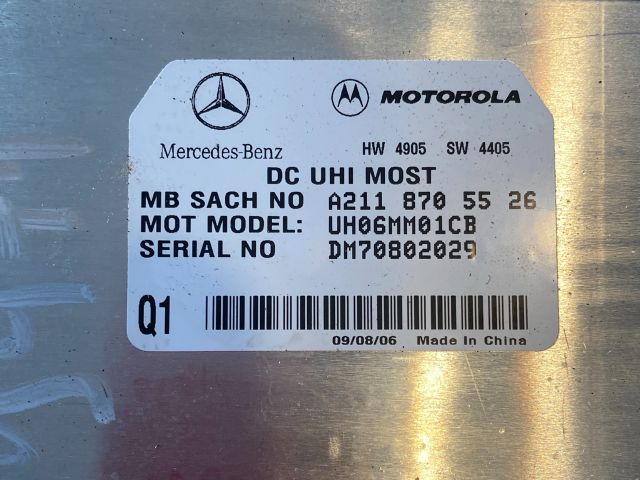 MOTOROLA
Mercedes-Benz HW 4905 SW 4405
DC UHI MOST
MB SACH NO A211 870 55 26
MOT MODEL: UH06MM01CB
SERIAL NO DM70802029
Q1
09/08/06 Made In China